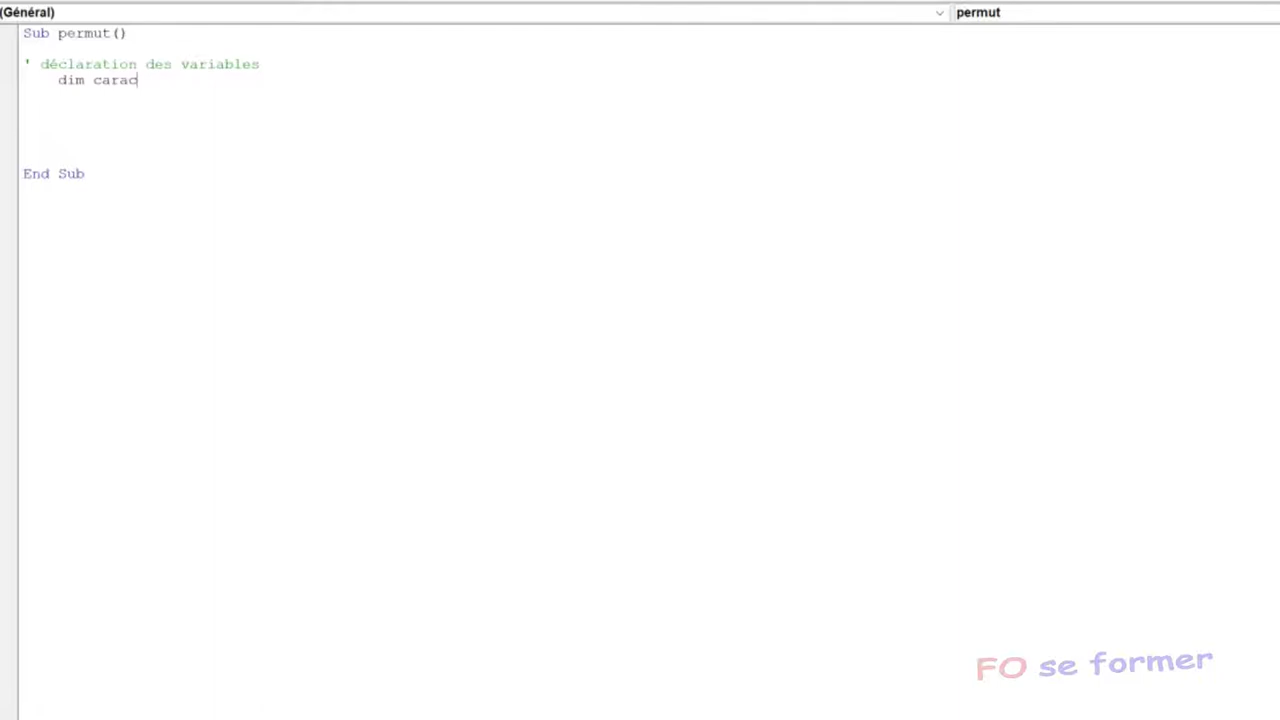 (Général) permut
Sub permut()
' déclaration des variables
dim carac
End Sub
FO se former